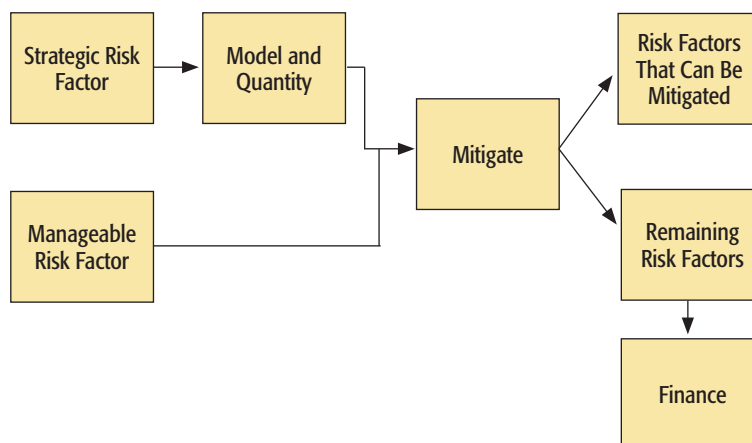 Strategic Risk
Factor
Model and
Quantity
Risk Factors
That Can Be
Mitigated
Mitigate
Manageable
Risk Factor
Remaining
Risk Factors
Finance